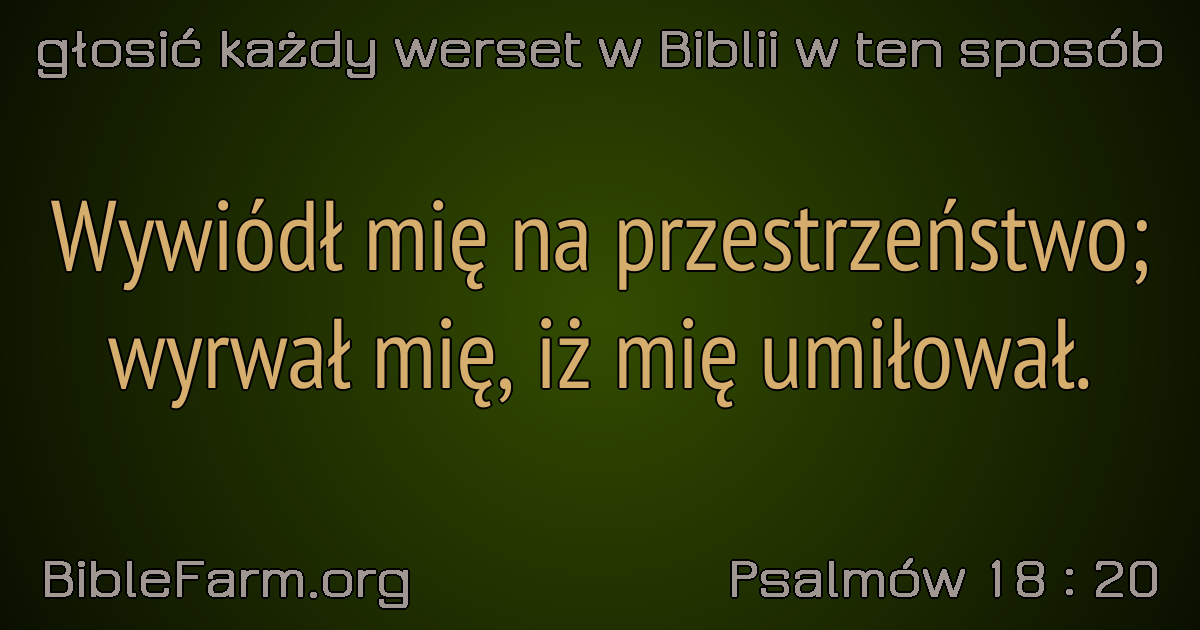 głosić każdy werset w Biblii w ten sposób
Wywiódł mię na przestrzeństwo;
wyrwał mię, iż mię umiłował.
BibleFarm.org
Psalmów 18 : 20